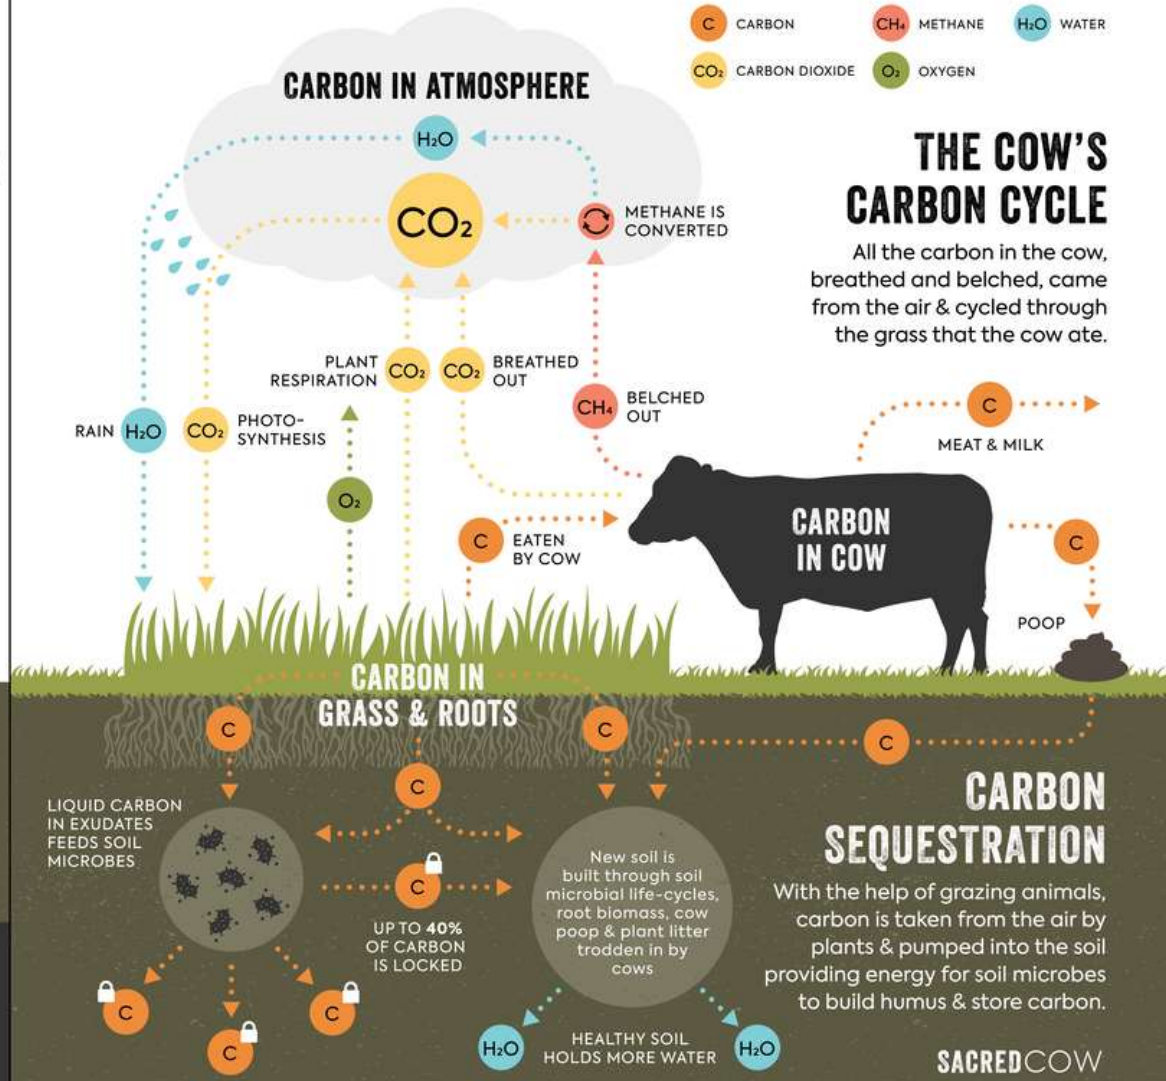 C CARBON
CH₄ METHANE
H₂O WATER
CO₂ CARBON DIOXIDE
O₂ OXYGEN
CARBON IN ATMOSPHERE
H₂O
CO₂
METHANE IS
CONVERTED
THE COW'S
CARBON CYCLE
All the carbon in the cow,
breathed and belched, came
from the air & cycled through
the grass that the cow ate.
RAIN H₂O
CO₂ PHOTO-
SYNTHESIS
O₂
PLANT
RESPIRATION
CO₂
CO₂ BREATHED
OUT
CH₄ BELCHED
OUT
C EATEN
BY COW
C
MEAT & MILK
CARBON
IN COW
C
POOP
CARBON IN
GRASS & ROOTS
C
C
C
C
LIQUID CARBON
IN EXUDATES
FEEDS SOIL
MICROBES
C
UP TO 40%
OF CARBON
IS LOCKED
C
C
C
New soil is
built through soil
microbial life-cycles,
root biomass, cow
poop & plant litter
trodden in by
cows
H₂O
HEALTHY SOIL
HOLDS MORE WATER
H₂O
CARBON
SEQUESTRATION
With the help of grazing animals,
carbon is taken from the air by
plants & pumped into the soil
providing energy for soil microbes
to build humus & store carbon.
SACREDCOW